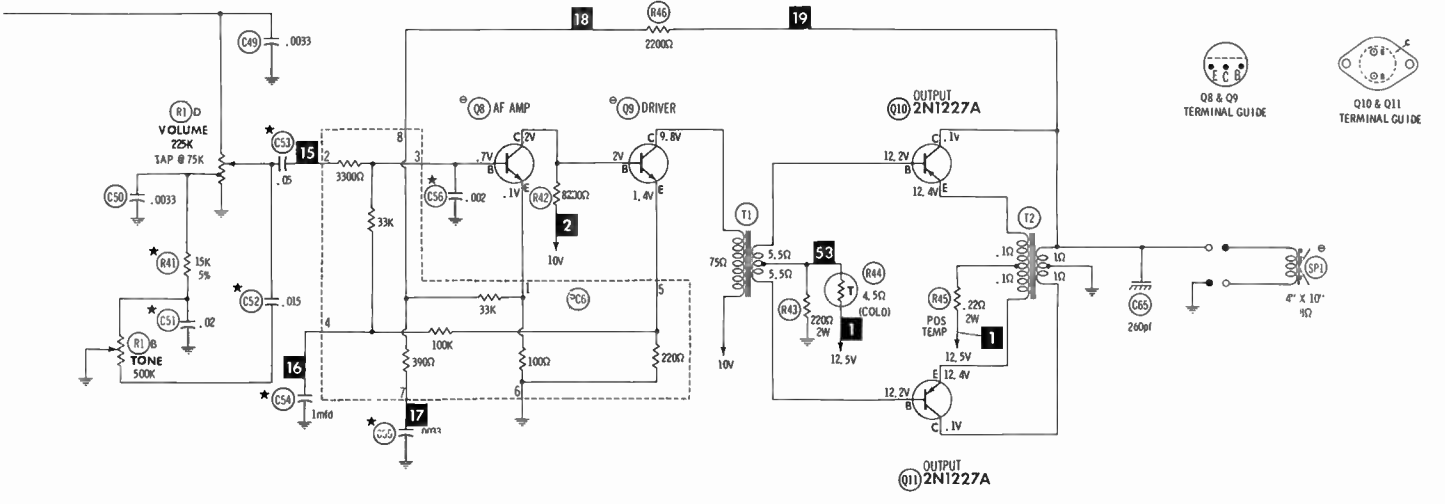 18
R46
2200Ω
19
C49
.0033
E C B
Q8 & Q9
TERMINAL GUIDE
C
E
B
Q10 & Q11
TERMINAL GUIDE
R1 D
VOLUME
225K
TAP @ 75K
C53
.05
15
2
3300Ω
8
3
Q8 AF AMP
C 2V
.7V
B
E
.1V
Q9 DRIVER
C 9.8V
2V
B
E
1.4V
OUTPUT
Q10 2N1227A
C .1V
12.2V
B
12.4V
E
C50
.0033
C56
.002
R42
8200Ω
2
10V
33K
R41
15K
5%
C52
.015
C51
.02
R1 B
TONE
500K
T1
75Ω
10V
5.5Ω
5.5Ω
53
R43
220Ω
2W
T
R44
4.5Ω
(COLD)
1
12.5V
T2
.1Ω
.1Ω
1Ω
1Ω
R45
POS
TEMP
.22Ω
2W
1
12.5V
C65
260pf
SP1
4" X 10"
8Ω
1
33K
PC6
5
4
100K
390Ω
100Ω
220Ω
16
C54
1mfd
7
6
17
.0033
E 12.4V
12.2V
B
C .1V
OUTPUT
Q11 2N1227A